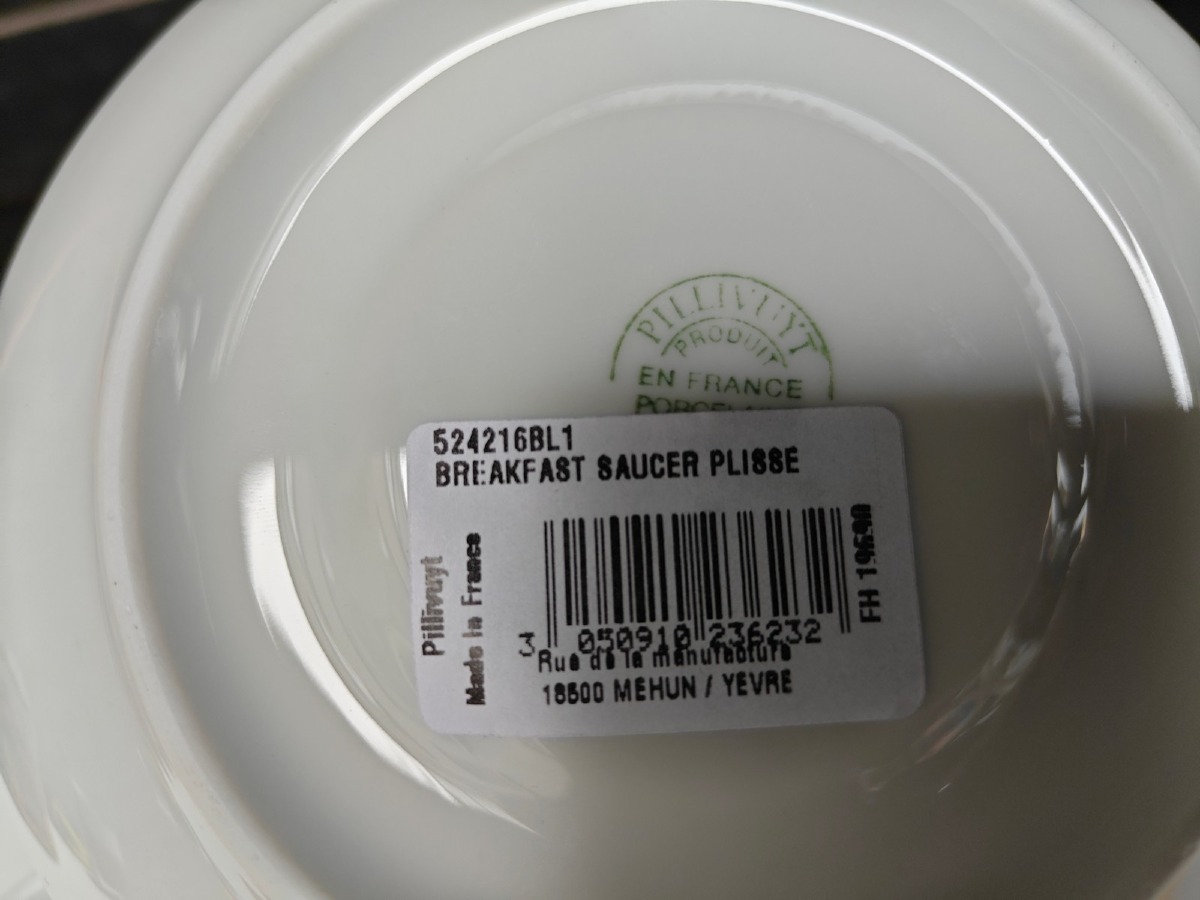 PILLIVUYT
PRODUIT
EN FRANCE
524216BL1
BREAKFAST SAUCER PLISSE
Pillivuyt
Made in France
3 050910 236232
FH 19690
Rue de la manufacture
18500 MEHUN / YEVRE